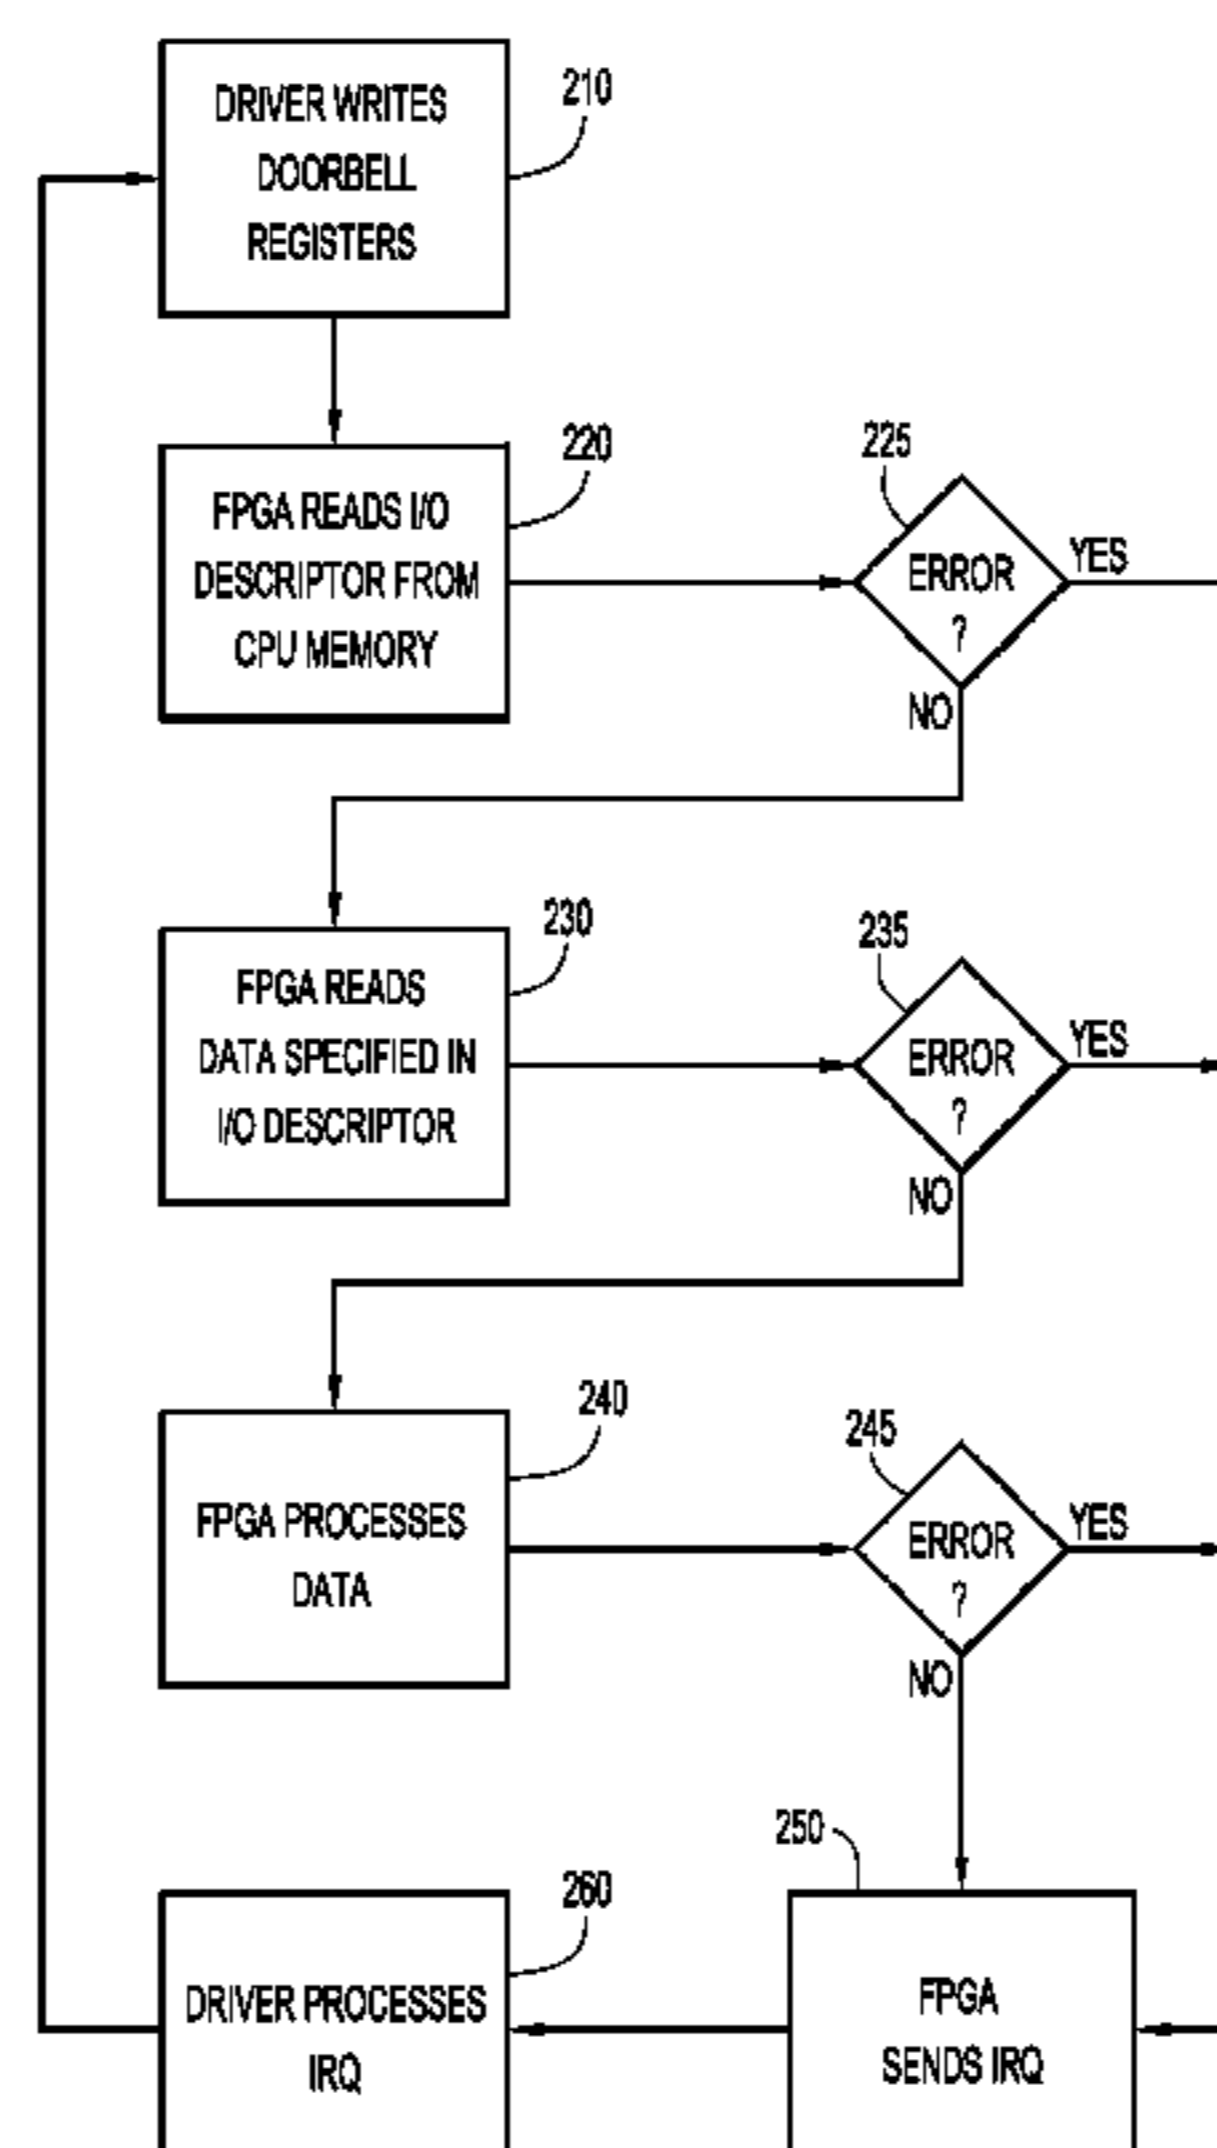 210
DRIVER WRITES
DOORBELL
REGISTERS
220
FPGA READS I/O
DESCRIPTOR FROM
CPU MEMORY
225
ERROR
?
YES
NO
230
FPGA READS
DATA SPECIFIED IN
I/O DESCRIPTOR
235
ERROR
?
YES
NO
240
FPGA PROCESSES
DATA
245
ERROR
?
YES
NO
250
FPGA
SENDS IRQ
260
DRIVER PROCESSES
IRQ